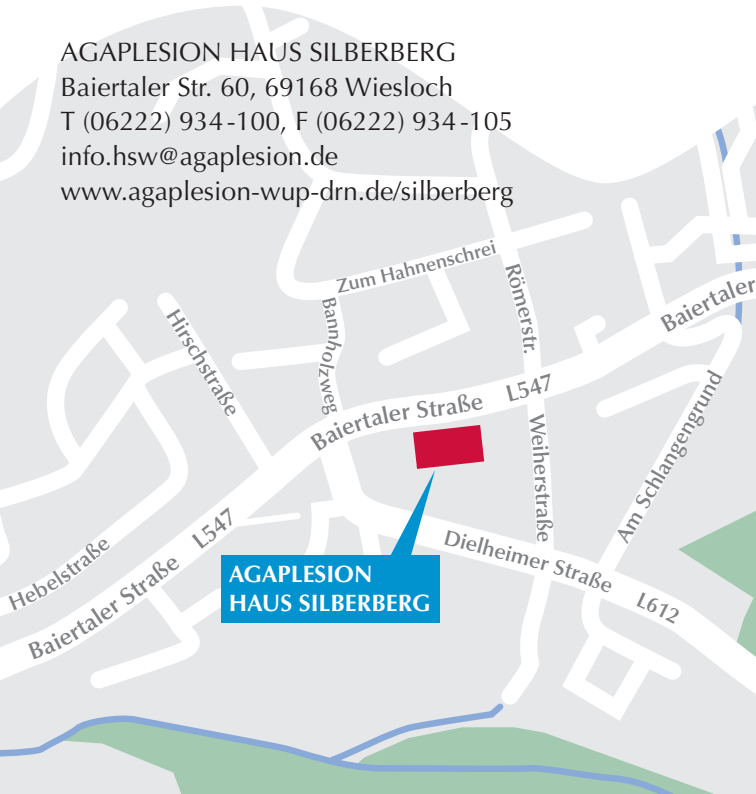 AGAPLESION HAUS SILBERBERG
Baiertaler Str. 60, 69168 Wiesloch
T (06222) 934-100, F (06222) 934-105
info.hsw@agaplesion.de
www.agaplesion-wup-drn.de/silberberg
Zum Hahnenschrei
Römerstr.
Baiertaler
Bannholzweg
Hirschstraße
Baiertaler Straße L547
Weiherstraße
Am Schlangengrund
Dielheimer Straße L612
Hebelstraße
Baiertaler Straße L547
AGAPLESION
HAUS SILBERBERG